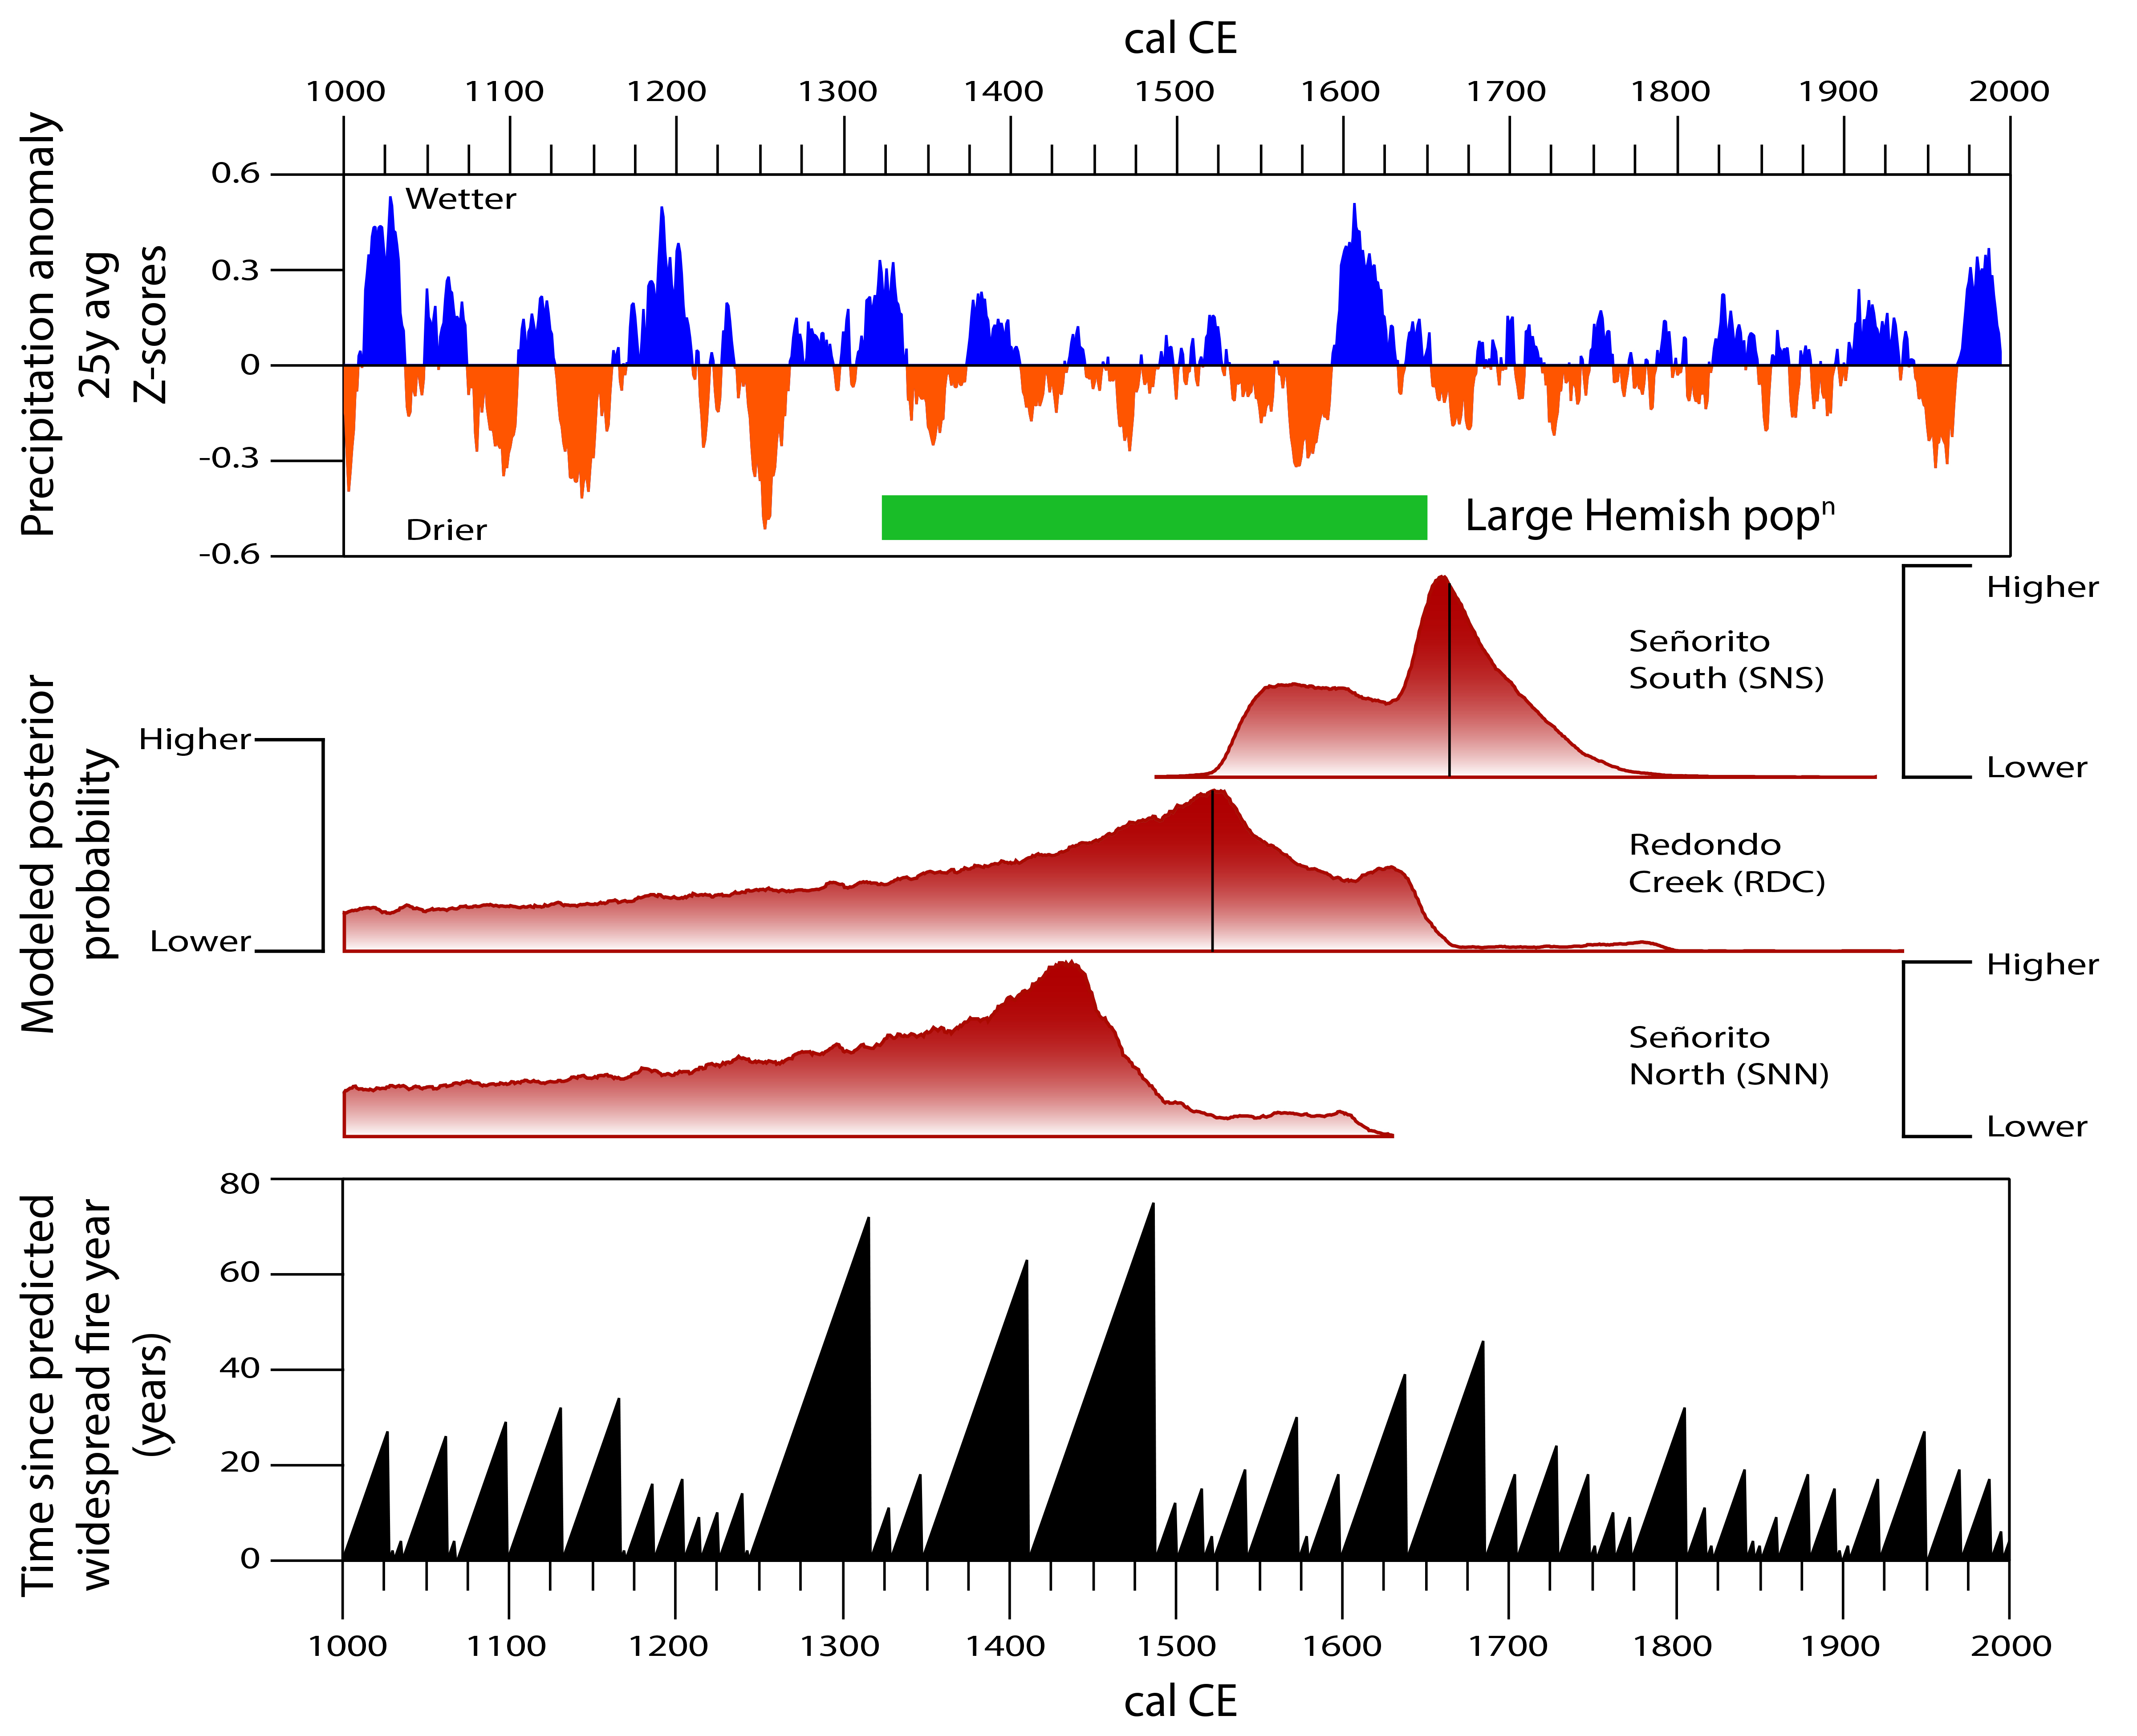 cal CE
1000 1100 1200 1300 1400 1500 1600 1700 1800 1900 2000
Precipitation anomaly
25y avg
Z-scores
0.6
0.3
0
-0.3
-0.6
Wetter
Drier
Large Hemish popⁿ
Modeled posterior
probability
Higher
Lower
Señorito
South (SNS)
Higher
Lower
Redondo
Creek (RDC)
Señorito
North (SNN)
Higher
Lower
Time since predicted
widespread fire year
(years)
80
60
40
20
0
1000 1100 1200 1300 1400 1500 1600 1700 1800 1900 2000
cal CE